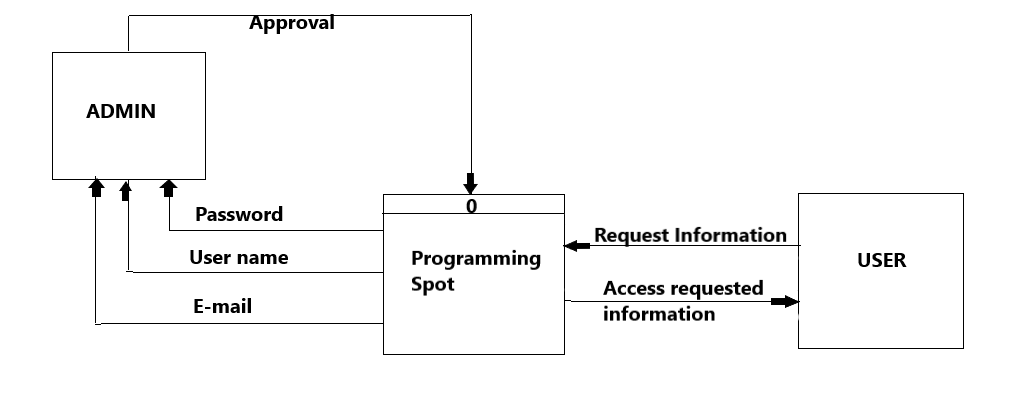 Approval
ADMIN
0
Password
User name
E-mail
Programming
Spot
Request Information
Access requested
information
USER